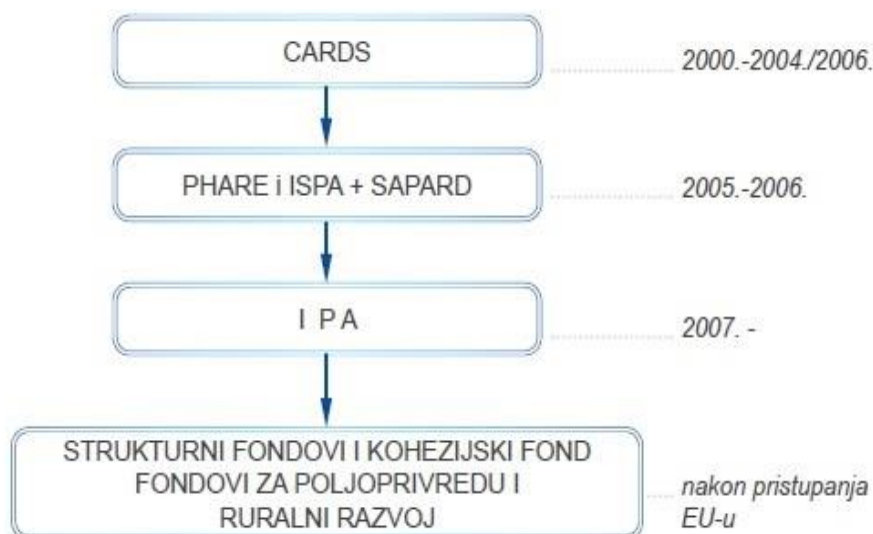 CARDS
2000.-2004./2006.
PHARE i ISPA + SAPARD
2005.-2006.
I P A
2007. -
STRUKTURNI FONDOVI I KOHEZIJSKI FOND
FONDOVI ZA POLJOPRIVREDU I
RURALNI RAZVOJ
nakon pristupanja
EU-u